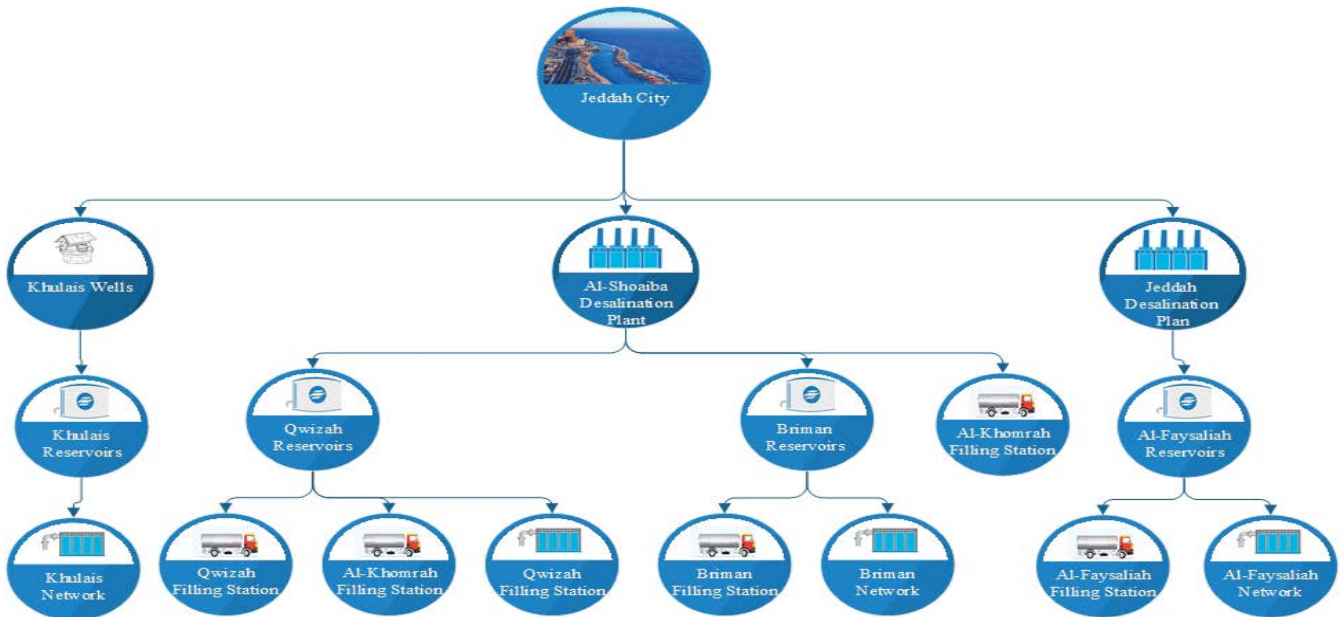 Jeddah City
Khulais Wells
Al-Shoaiba
Desalination
Plant
Jeddah
Desalination
Plan
Khulais
Reservoirs
Qwizah
Reservoirs
Briman
Reservoirs
Al-Khomrah
Filling Station
Al-Faysaliah
Reservoirs
Khulais
Network
Qwizah
Filling Station
Al-Khomrah
Filling Station
Qwizah
Filling Station
Briman
Filling Station
Briman
Network
Al-Faysaliah
Filling Station
Al-Faysaliah
Network